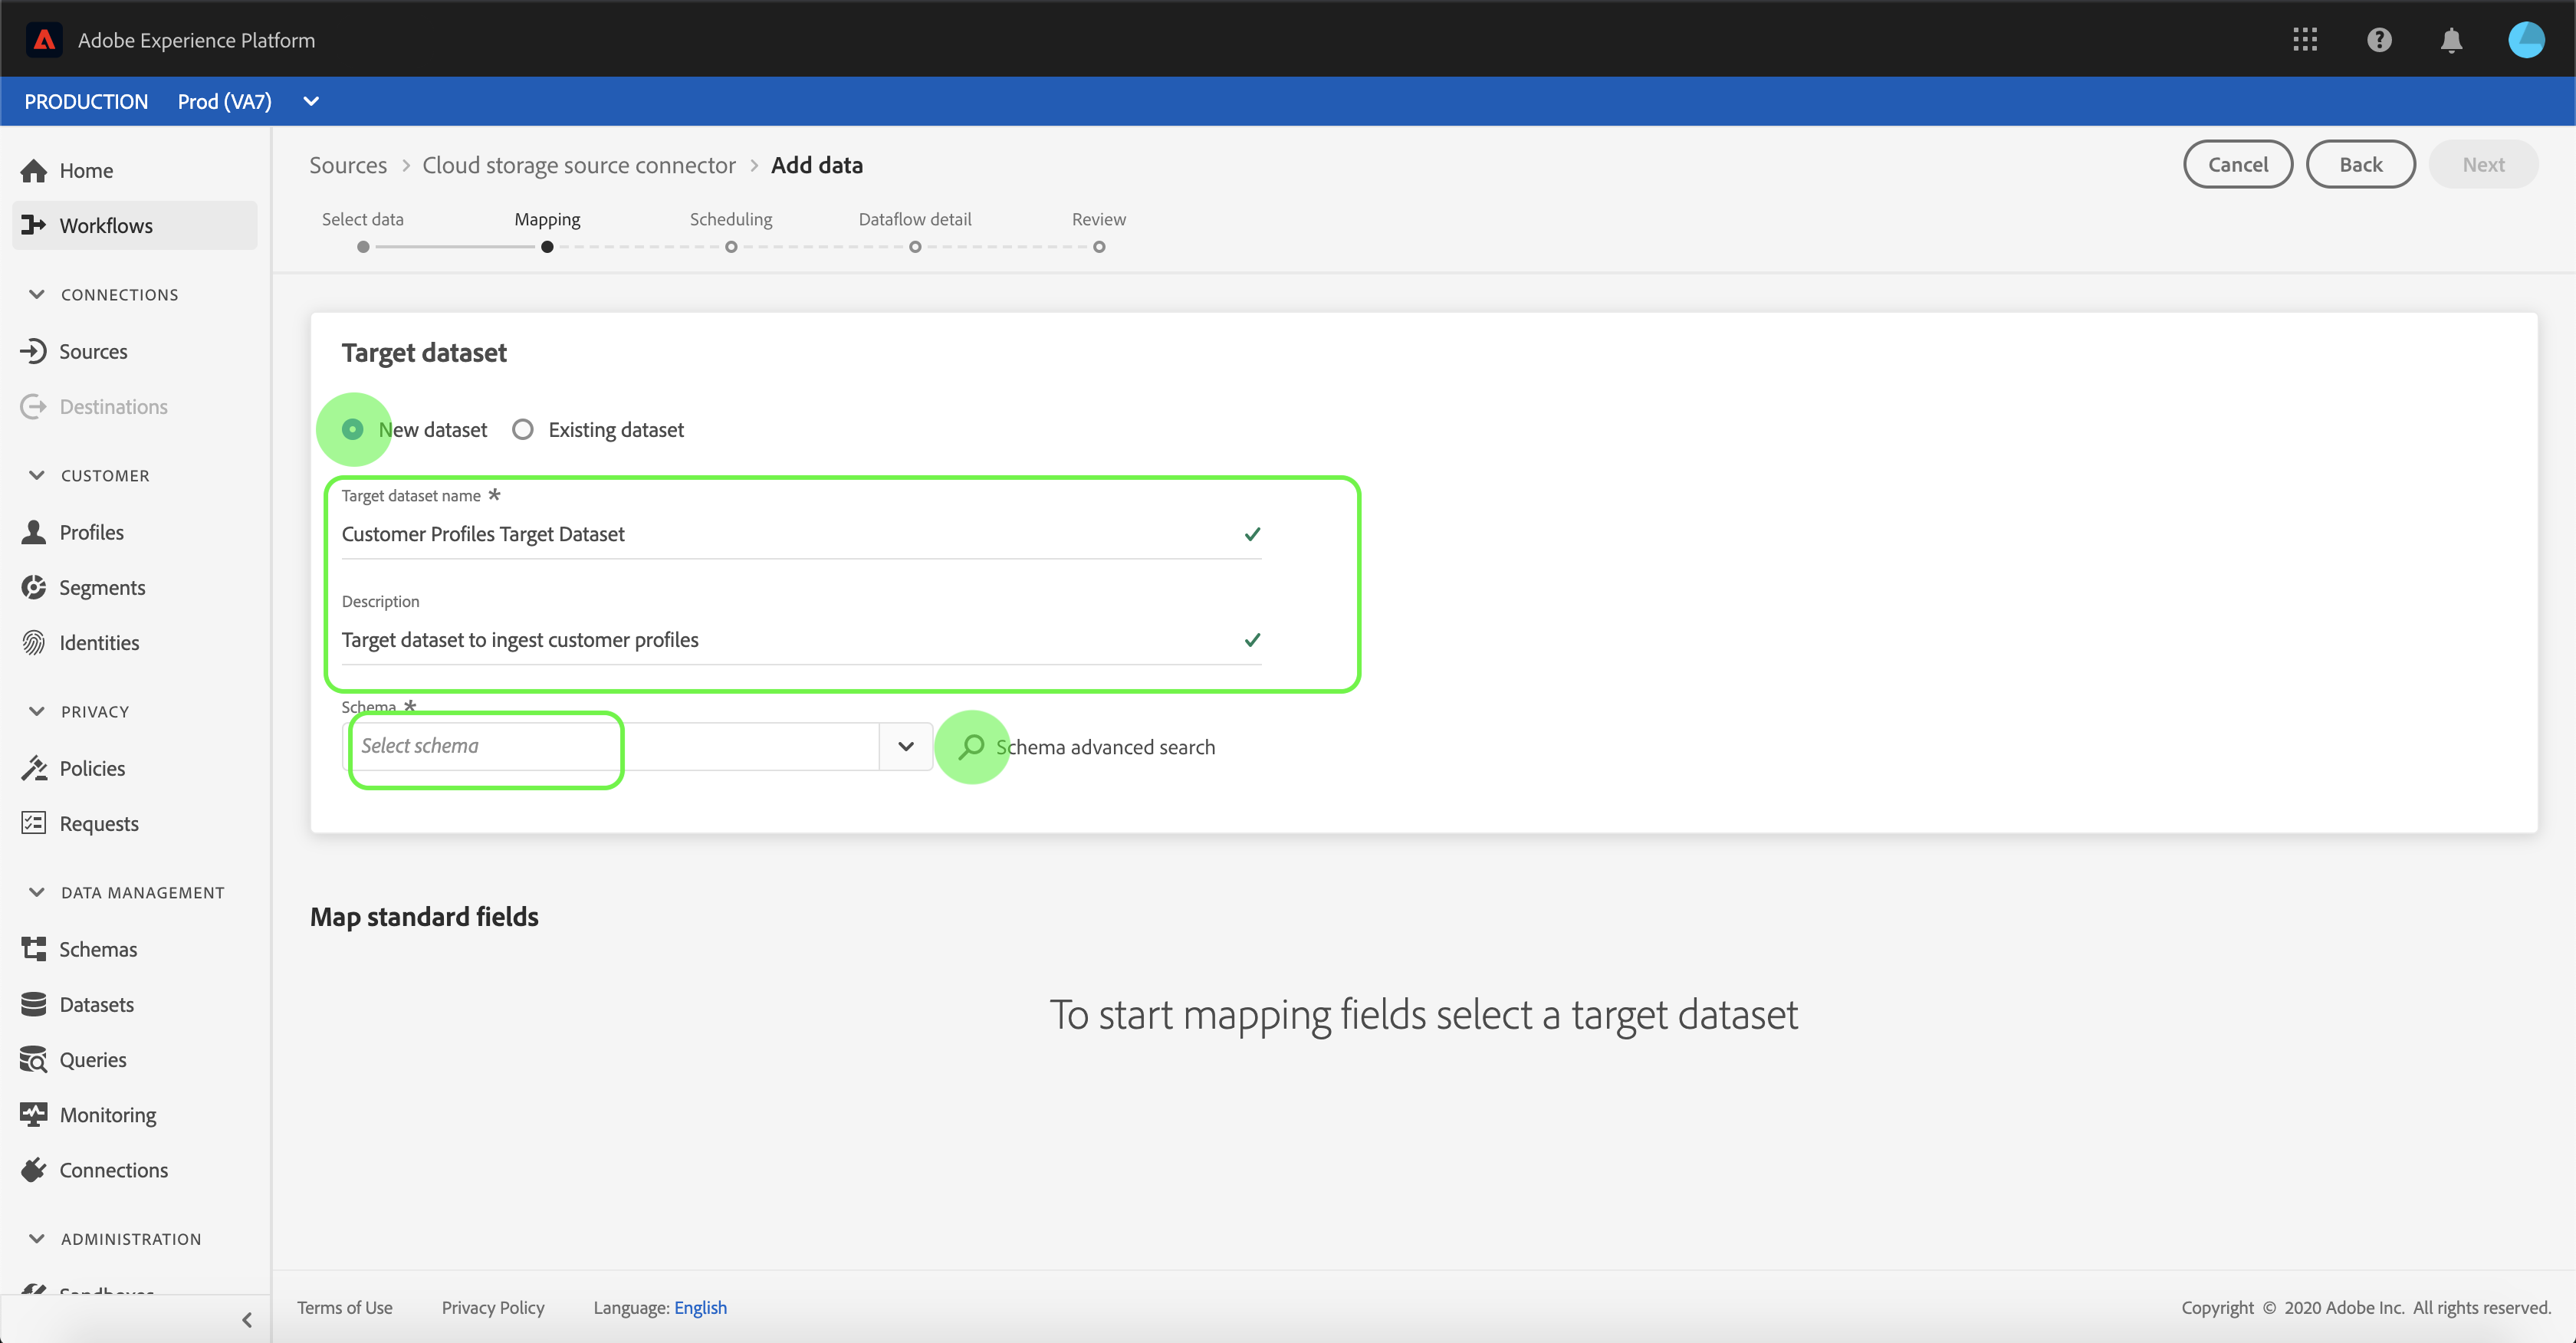 Adobe Experience Platform
PRODUCTION Prod (VA7)
Home
Workflows
CONNECTIONS
Sources
Destinations
CUSTOMER
Profiles
Segments
Identities
PRIVACY
Policies
Requests
DATA MANAGEMENT
Schemas
Datasets
Queries
Monitoring
Connections
ADMINISTRATION
Sandboxes
Sources > Cloud storage source connector > Add data
Cancel Back Next
Select data Mapping Scheduling Dataflow detail Review
Target dataset
New dataset Existing dataset
Target dataset name *
Customer Profiles Target Dataset
Description
Target dataset to ingest customer profiles
Schema *
Select schema
Schema advanced search
Map standard fields
To start mapping fields select a target dataset
Terms of Use Privacy Policy Language: English
Copyright © 2020 Adobe Inc. All rights reserved.